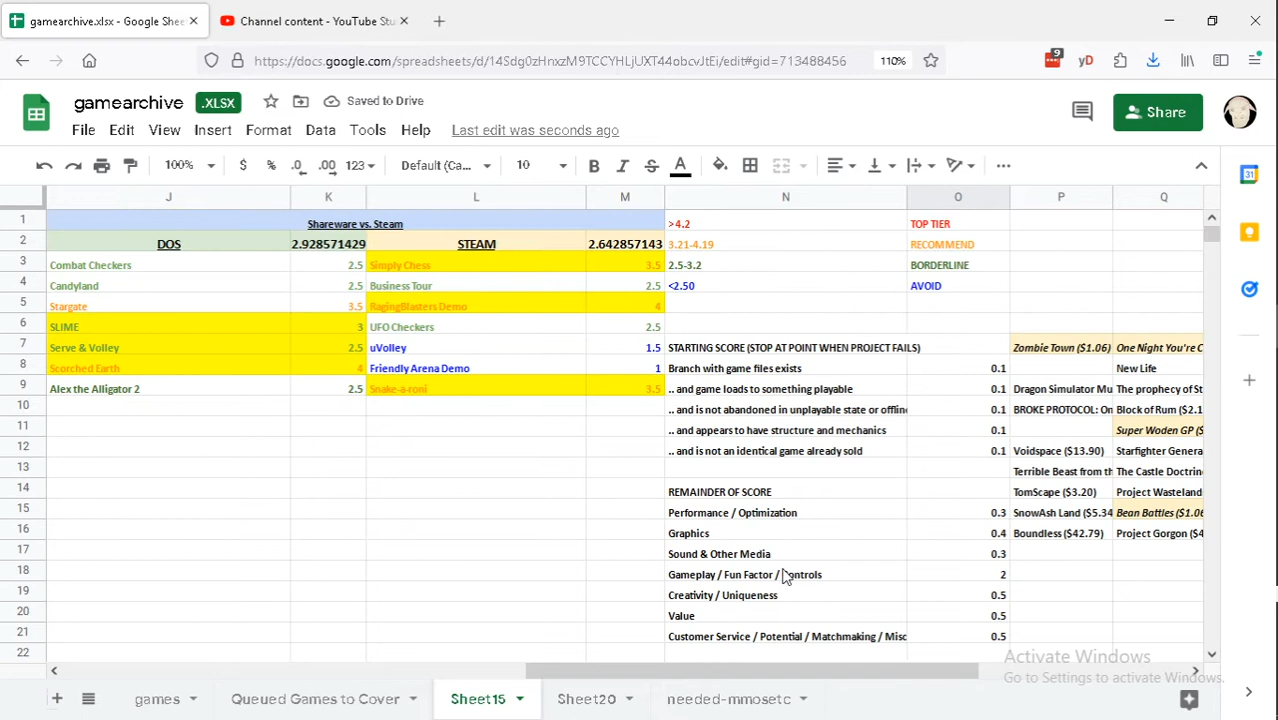 gamearchive.xlsx - Google Sheet
Channel content - YouTube Stu
https://docs.google.com/spreadsheets/d/14Sdg0zHnxzM9TCCYHLjUXT44obcvJtEi/edit#gid=713488456
110%
9
yD
gamearchive .XLSX
Saved to Drive
Share
File Edit View Insert Format Data Tools Help Last edit was seconds ago
100% $ % .0 .00 123 Default (Ca... 10 B I S A
31
J K L M N O P Q
1 Shareware vs. Steam >4.2 TOP TIER
2 DOS 2.928571429 STEAM 2.642857143 3.21-4.19 RECOMMEND
3 Combat Checkers 2.5 Simply Chess 3.5 2.5-3.2 BORDERLINE
4 Candyland 2.5 Business Tour 2.5 <2.50 AVOID
5 Stargate 3.5 RagingBlasters Demo 4
6 SLIME 3 UFO Checkers 2.5
7 Serve & Volley 2.5 uVolley 1.5 STARTING SCORE (STOP AT POINT WHEN PROJECT FAILS) Zombie Town ($1.06) One Night You're C
8 Scorched Earth 4 Friendly Arena Demo 1 Branch with game files exists 0.1 New Life
9 Alex the Alligator 2 2.5 Snake-a-roni 3.5 .. and game loads to something playable 0.1 Dragon Simulator Mu The prophecy of St
10 .. and is not abandoned in unplayable state or offlin 0.1 BROKE PROTOCOL: On Block of Rum ($2.1
11 .. and appears to have structure and mechanics 0.1 Super Woden GP ($
12 .. and is not an identical game already sold 0.1 Voidspace ($13.90) Starfighter Genera
13 Terrible Beast from th The Castle Doctrin
14 REMAINDER OF SCORE TomScape ($3.20) Project Wasteland
15 Performance / Optimization 0.3 SnowAsh Land ($5.34 Bean Battles ($1.06
16 Graphics 0.4 Boundless ($42.79) Project Gorgon ($4
17 Sound & Other Media 0.3
18 Gameplay / Fun Factor / Controls 2
19 Creativity / Uniqueness 0.5
20 Value 0.5
21 Customer Service / Potential / Matchmaking / Misc 0.5
22
Activate Windows
Go to Settings to activate Windows.
games Queued Games to Cover Sheet15 Sheet20 needed-mmosetc